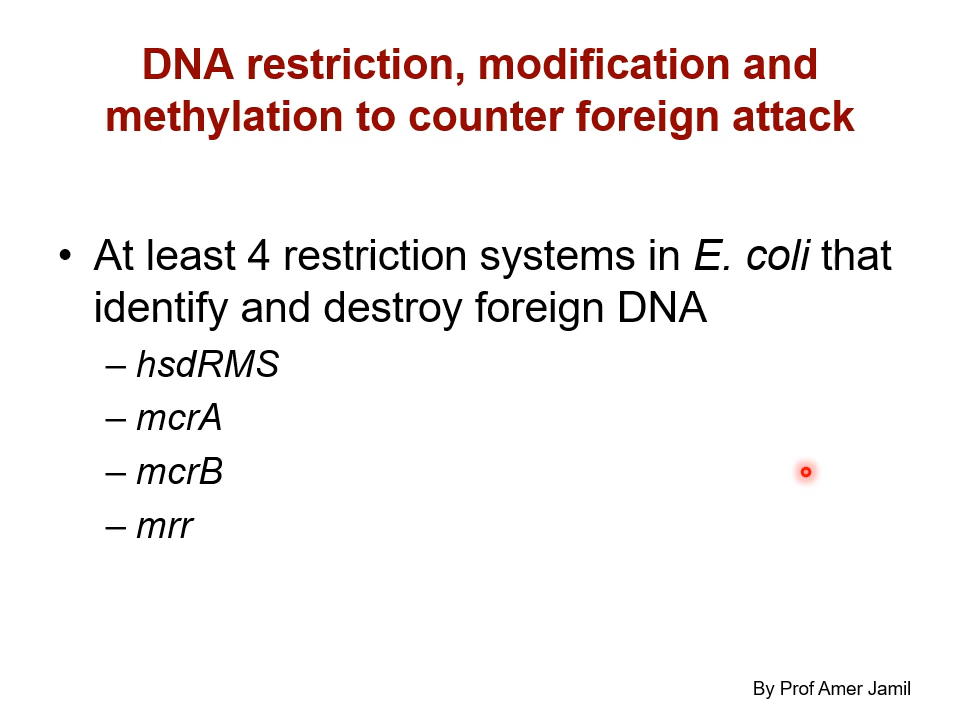 DNA restriction, modification and
methylation to counter foreign attack
• At least 4 restriction systems in E. coli that
identify and destroy foreign DNA
– hsdRMS
– mcrA
– mcrB
– mrr
By Prof Amer Jamil